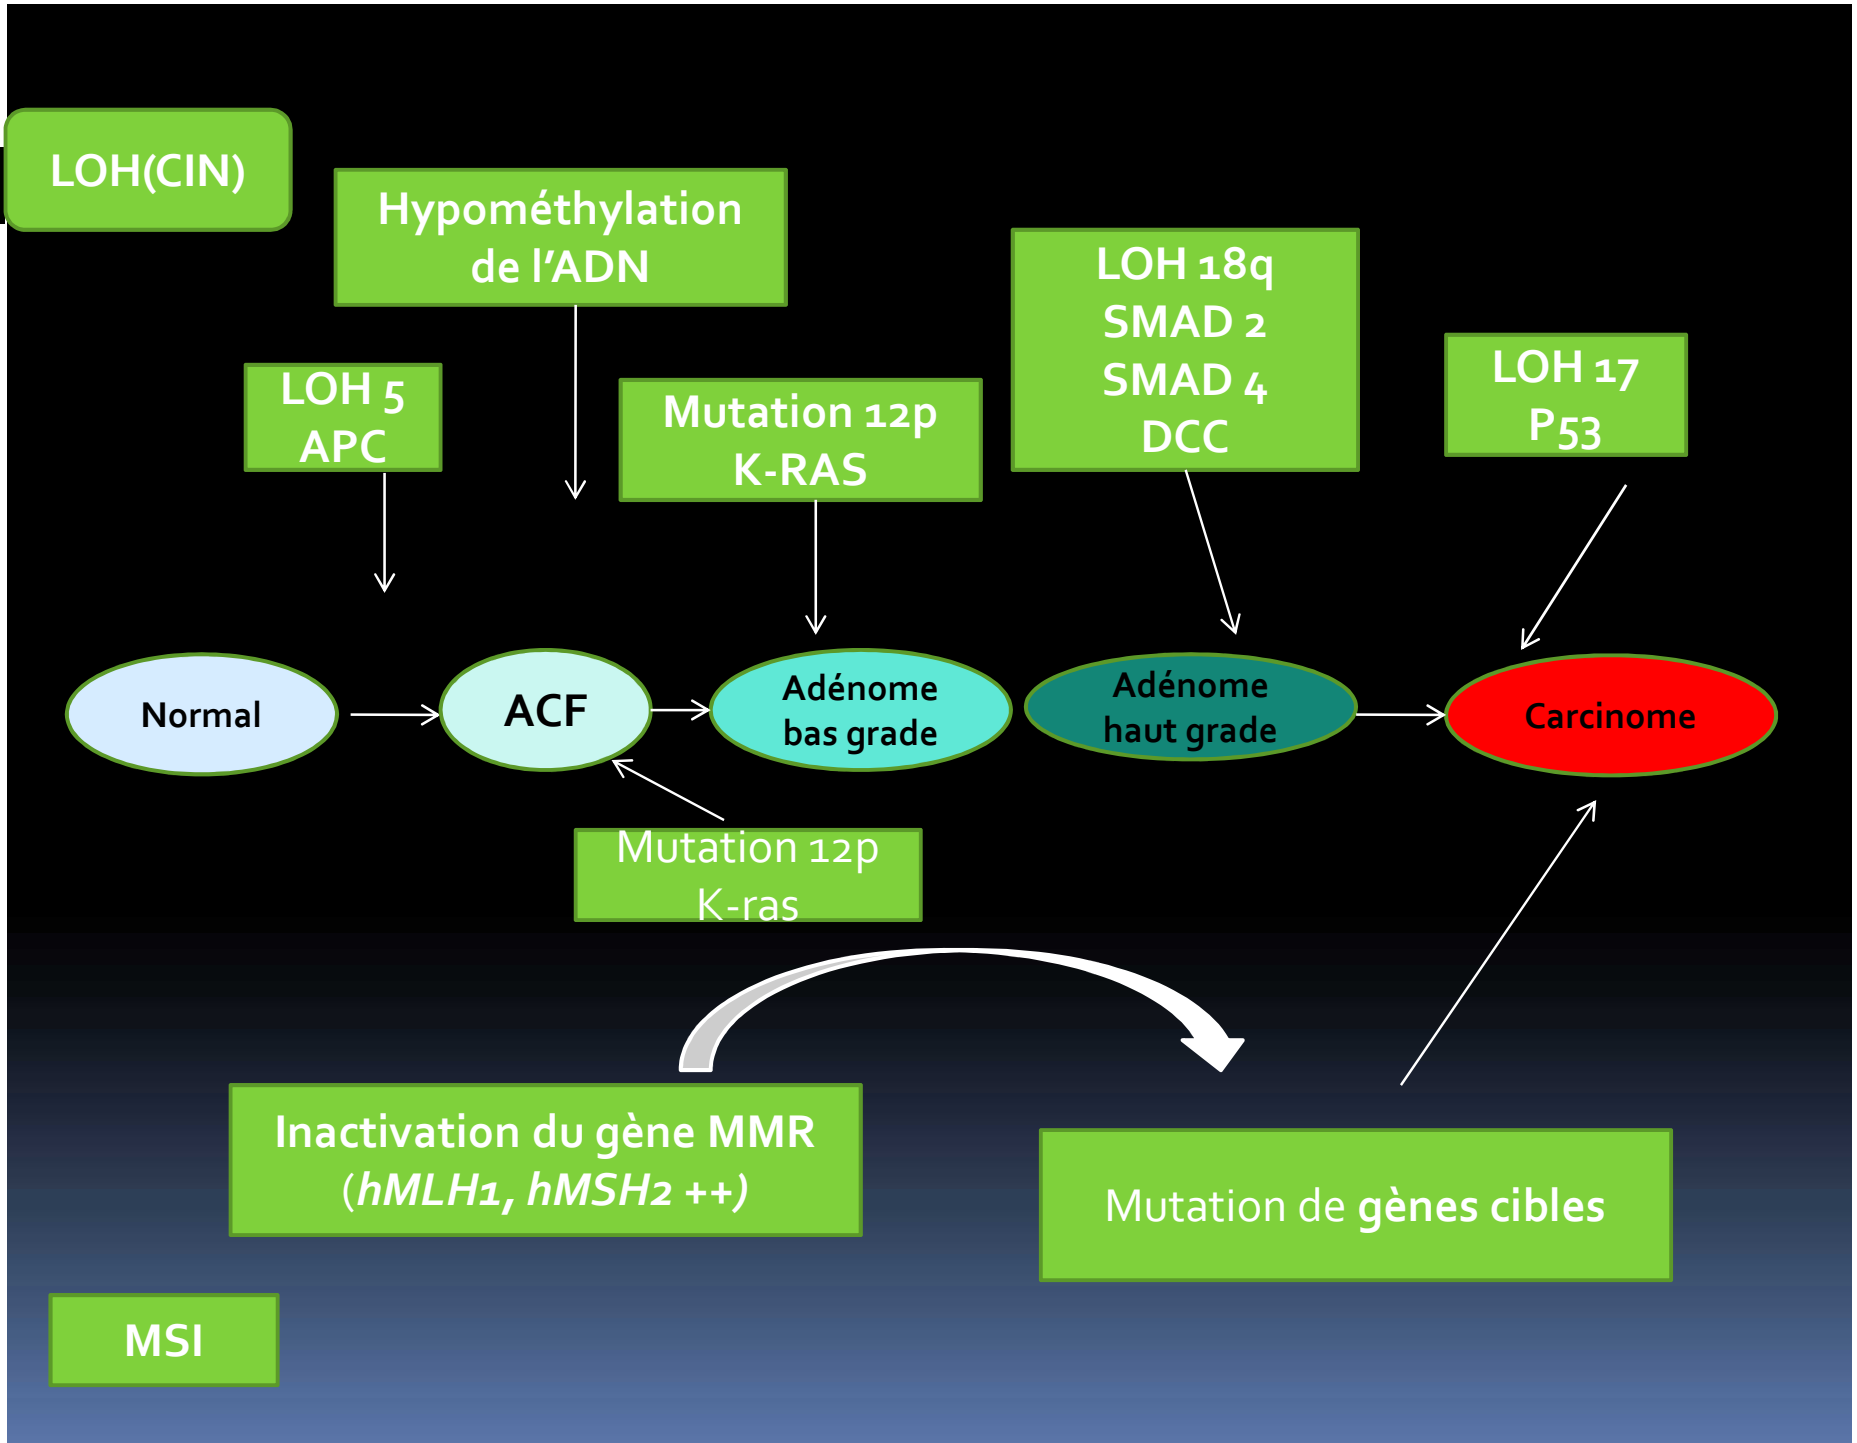 LOH(CIN)
Hypométhylation
de l’ADN
LOH 18q
SMAD 2
SMAD 4
DCC
LOH 17
P53
LOH 5
APC
Mutation 12p
K-RAS
Normal
ACF
Adénome
bas grade
Adénome
haut grade
Carcinome
Mutation 12p
K-ras
Inactivation du gène MMR
(hMLH1, hMSH2 ++)
Mutation de gènes cibles
MSI